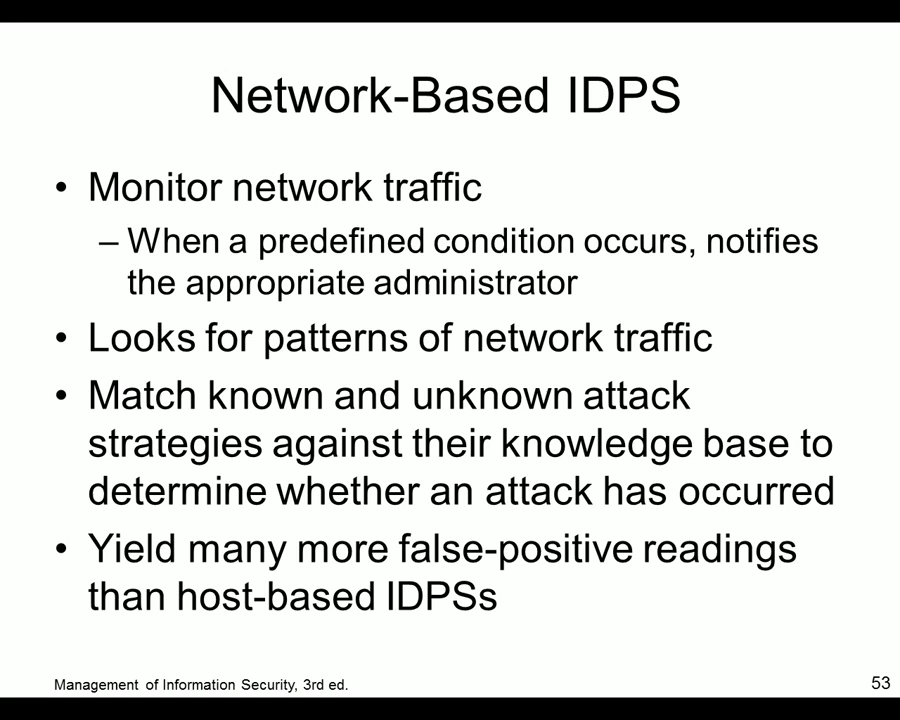 Network-Based IDPS
• Monitor network traffic
– When a predefined condition occurs, notifies
the appropriate administrator
• Looks for patterns of network traffic
• Match known and unknown attack
strategies against their knowledge base to
determine whether an attack has occurred
• Yield many more false-positive readings
than host-based IDPSs
Management of Information Security, 3rd ed.
53